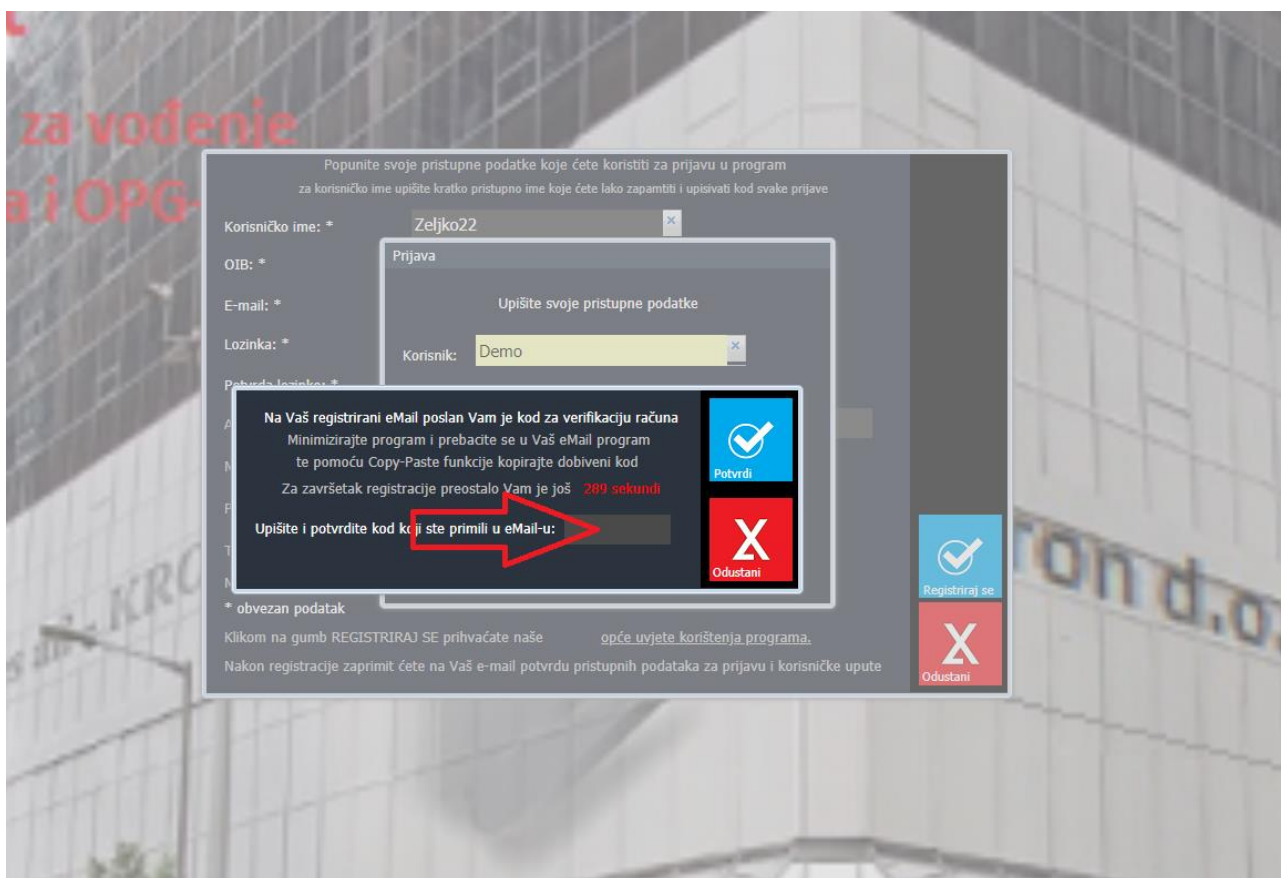 za vođenje
a i OPG-
Popunite svoje pristupne podatke koje ćete koristiti za prijavu u program
za korisničko ime upišite kratko pristupno ime koje ćete lako zapamtiti i upisivati kod svake prijave
Korisničko ime: * Zeljko22
OIB: *
Prijava
E-mail: *
Upišite svoje pristupne podatke
Lozinka: *
Korisnik: Demo
Potvrda lozinke: *
Na Vaš registrirani eMail poslan Vam je kod za verifikaciju računa
Minimizirajte program i prebacite se u Vaš eMail program
te pomoću Copy-Paste funkcije kopirajte dobiveni kod
Potvrdi
Za završetak registracije preostalo Vam je još 289 sekundi
Upišite i potvrdite kod koji ste primili u eMail-u:
Odustani
Registriraj se
* obvezan podatak
Klikom na gumb REGISTRIRAJ SE prihvaćate naše opće uvjete korištenja programa.
Nakon registracije zaprimit ćete na Vaš e-mail potvrdu pristupnih podataka za prijavu i korisničke upute
Odustani
KRO
ron d.o